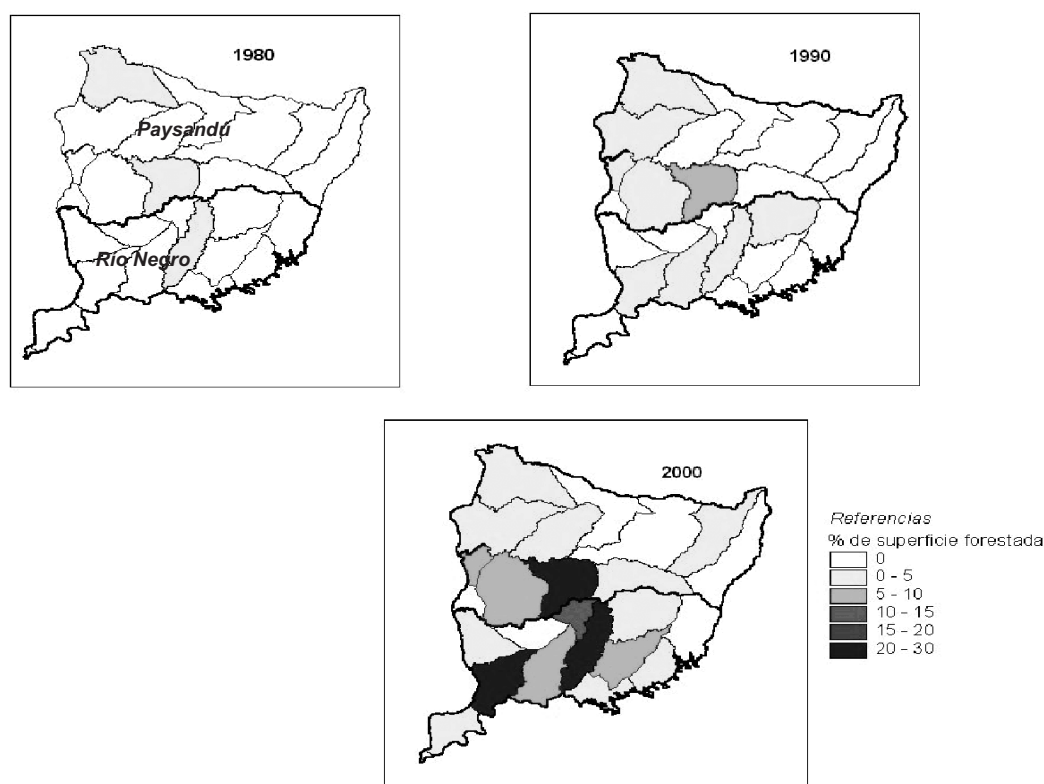 1980
Paysandú
Río Negro
1990
2000
Referencias
% de superficie forestada
0
0 - 5
5 - 10
10 - 15
15 - 20
20 - 30